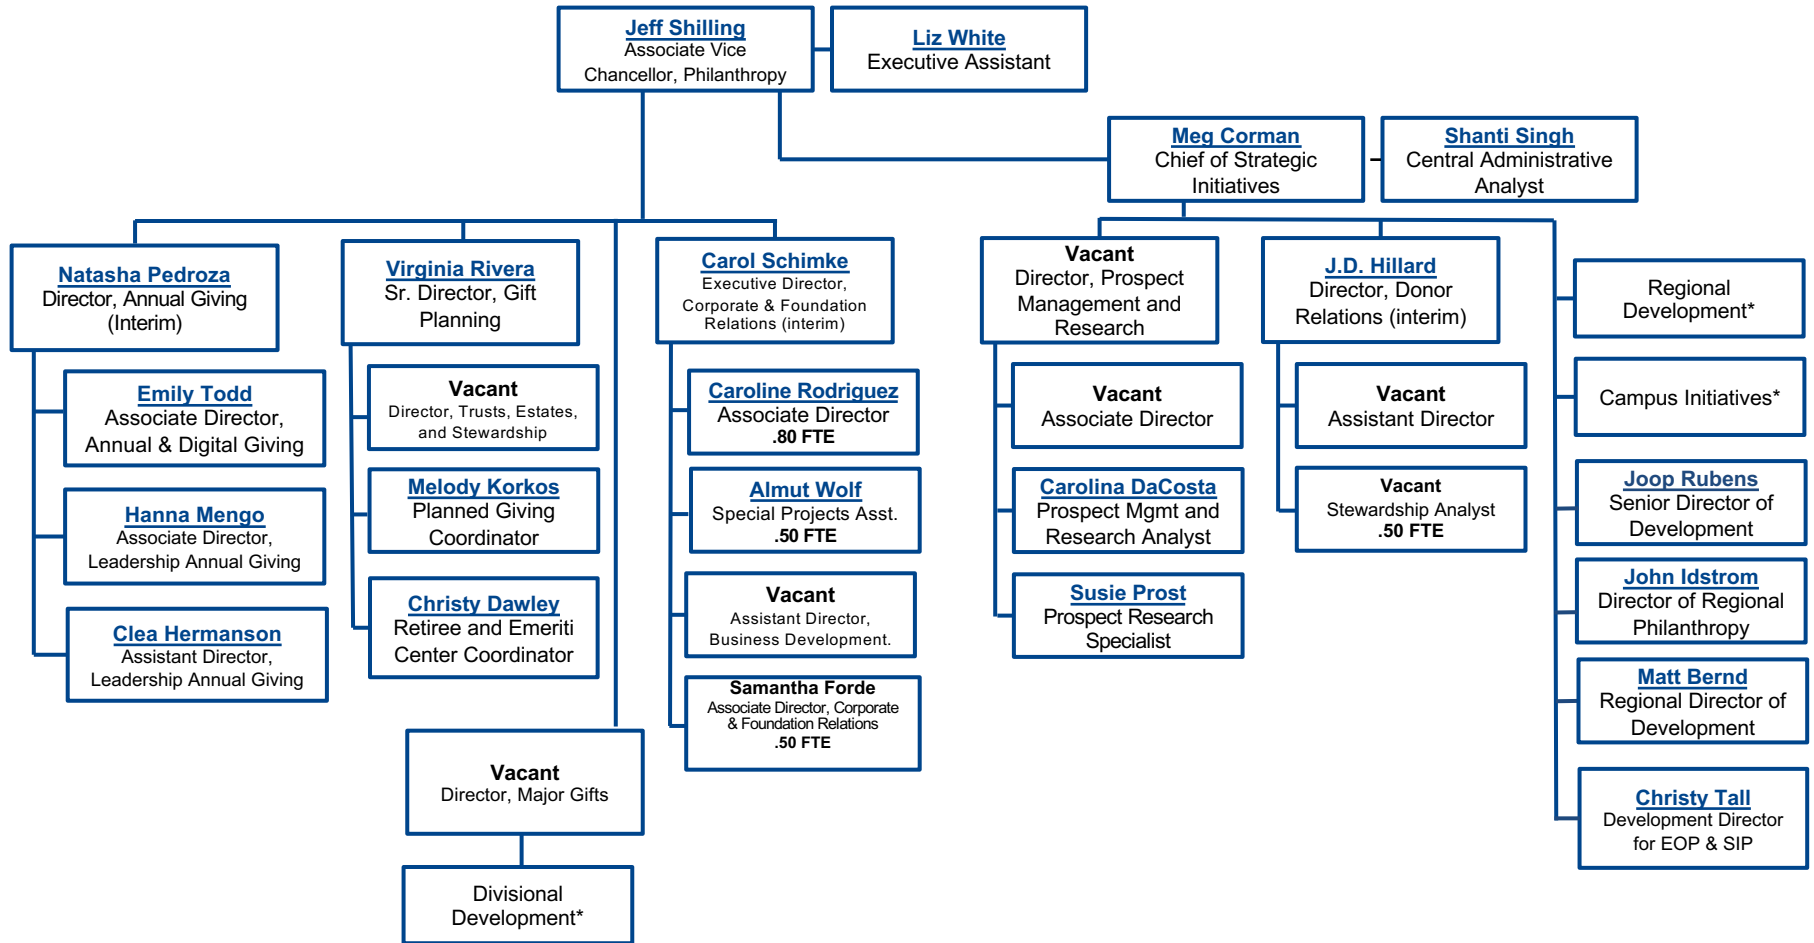 Jeff Shilling
Associate Vice
Chancellor, Philanthropy
Liz White
Executive Assistant
Meg Corman
Chief of Strategic
Initiatives
Shanti Singh
Central Administrative
Analyst
Natasha Pedroza
Director, Annual Giving
(Interim)
Emily Todd
Associate Director,
Annual & Digital Giving
Hanna Mengo
Associate Director,
Leadership Annual Giving
Clea Hermanson
Assistant Director,
Leadership Annual Giving
Virginia Rivera
Sr. Director, Gift
Planning
Vacant
Director, Trusts, Estates,
and Stewardship
Melody Korkos
Planned Giving
Coordinator
Christy Dawley
Retiree and Emeriti
Center Coordinator
Vacant
Director, Major Gifts
Divisional
Development*
Carol Schimke
Executive Director,
Corporate & Foundation
Relations (interim)
Caroline Rodriguez
Associate Director
.80 FTE
Almut Wolf
Special Projects Asst.
.50 FTE
Vacant
Assistant Director,
Business Development.
Samantha Forde
Associate Director, Corporate
& Foundation Relations
.50 FTE
Vacant
Director, Prospect
Management and
Research
Vacant
Associate Director
Carolina DaCosta
Prospect Mgmt and
Research Analyst
Susie Prost
Prospect Research
Specialist
J.D. Hillard
Director, Donor
Relations (interim)
Vacant
Assistant Director
Vacant
Stewardship Analyst
.50 FTE
Regional
Development*
Campus Initiatives*
Joop Rubens
Senior Director of
Development
John Idstrom
Director of Regional
Philanthropy
Matt Bernd
Regional Director of
Development
Christy Tall
Development Director
for EOP & SIP